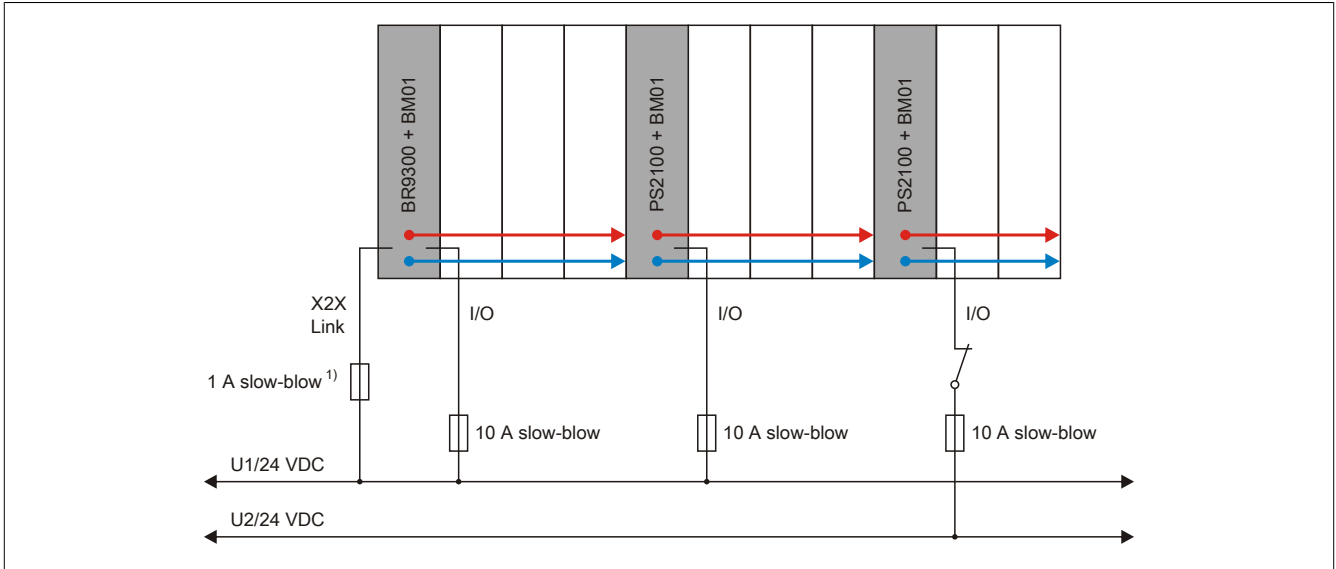 BR9300 + BM01
PS2100 + BM01
PS2100 + BM01
X2X
Link
I/O
I/O
I/O
1 A slow-blow 1)
10 A slow-blow
10 A slow-blow
10 A slow-blow
U1/24 VDC
U2/24 VDC